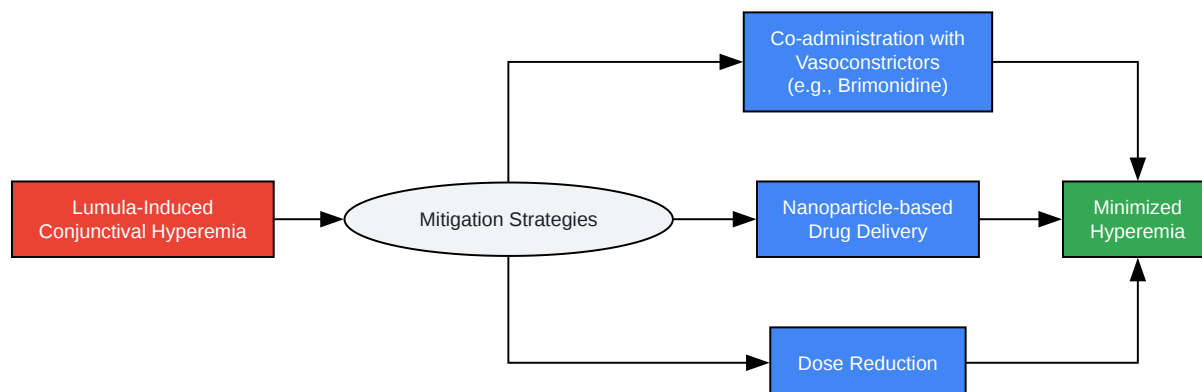 Lumula-Induced
Conjunctival Hyperemia
Mitigation Strategies
Co-administration with
Vasoconstrictors
(e.g., Brimonidine)
Nanoparticle-based
Drug Delivery
Dose Reduction
Minimized
Hyperemia